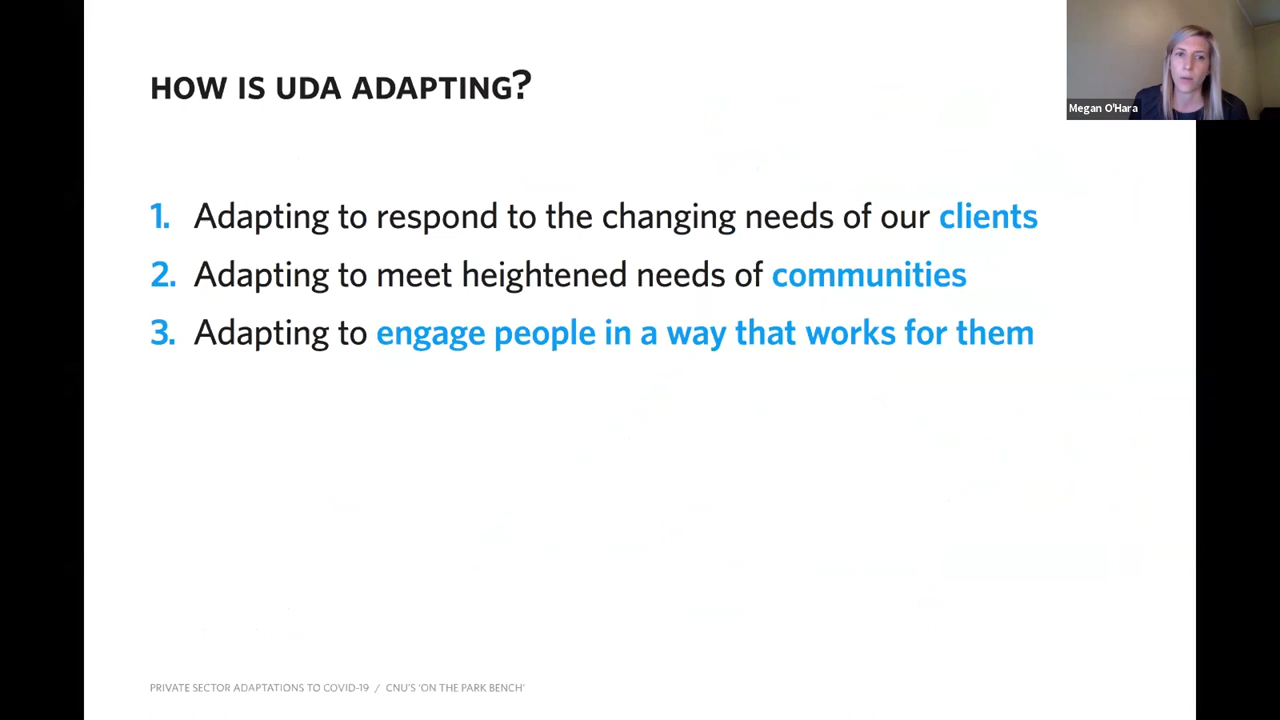 HOW IS UDA ADAPTING?
Megan O'Hara
1. Adapting to respond to the changing needs of our clients
2. Adapting to meet heightened needs of communities
3. Adapting to engage people in a way that works for them
PRIVATE SECTOR ADAPTATIONS TO COVID-19 / CNU'S 'ON THE PARK BENCH'